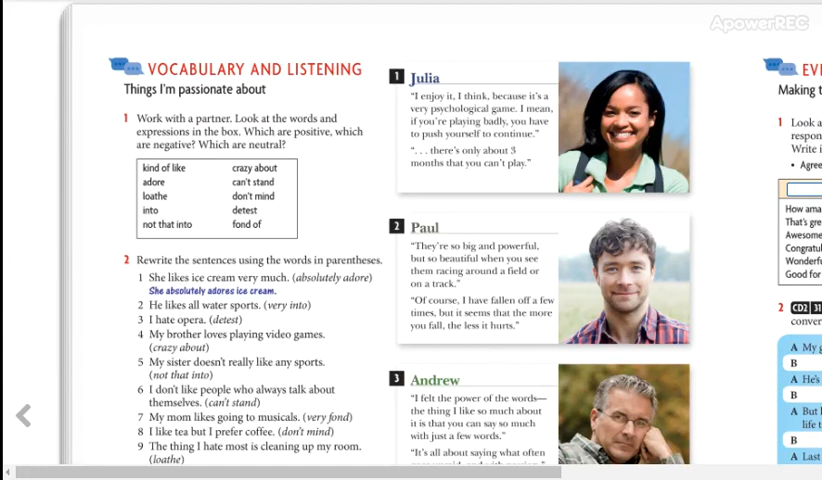 ApowerREC
VOCABULARY AND LISTENING
Things I'm passionate about
1 Work with a partner. Look at the words and
expressions in the box. Which are positive, which
are negative? Which are neutral?
kind of like crazy about
adore can't stand
loathe don't mind
into detest
not that into fond of
2 Rewrite the sentences using the words in parentheses.
1 She likes ice cream very much. (absolutely adore)
She absolutely adores ice cream.
2 He likes all water sports. (very into)
3 I hate opera. (detest)
4 My brother loves playing video games.
(crazy about)
5 My sister doesn't really like any sports.
(not that into)
6 I don't like people who always talk about
themselves. (can't stand)
7 My mom likes going to musicals. (very fond)
8 I like tea but I prefer coffee. (don't mind)
9 The thing I hate most is cleaning up my room.
(loathe)
1 Julia
"I enjoy it, I think, because it's a
very psychological game. I mean,
if you're playing badly, you have
to push yourself to continue."
". . . there's only about 3
months that you can't play."
2 Paul
"They're so big and powerful,
but so beautiful when you see
them racing around a field or
on a track."
"Of course, I have fallen off a few
times, but it seems that the more
you fall, the less it hurts."
3 Andrew
"I felt the power of the words—
the thing I like so much about
it is that you can say so much
with just a few words."
"It's all about saying what often
EV
Making t
1 Look a
respon
Write i
• Agree
How ama
That's gre
Awesome
Congratu
Wonderfu
Good for
2 CD2 31
conver
A My g
B
A He's
B
A But I
life t
B
A Last